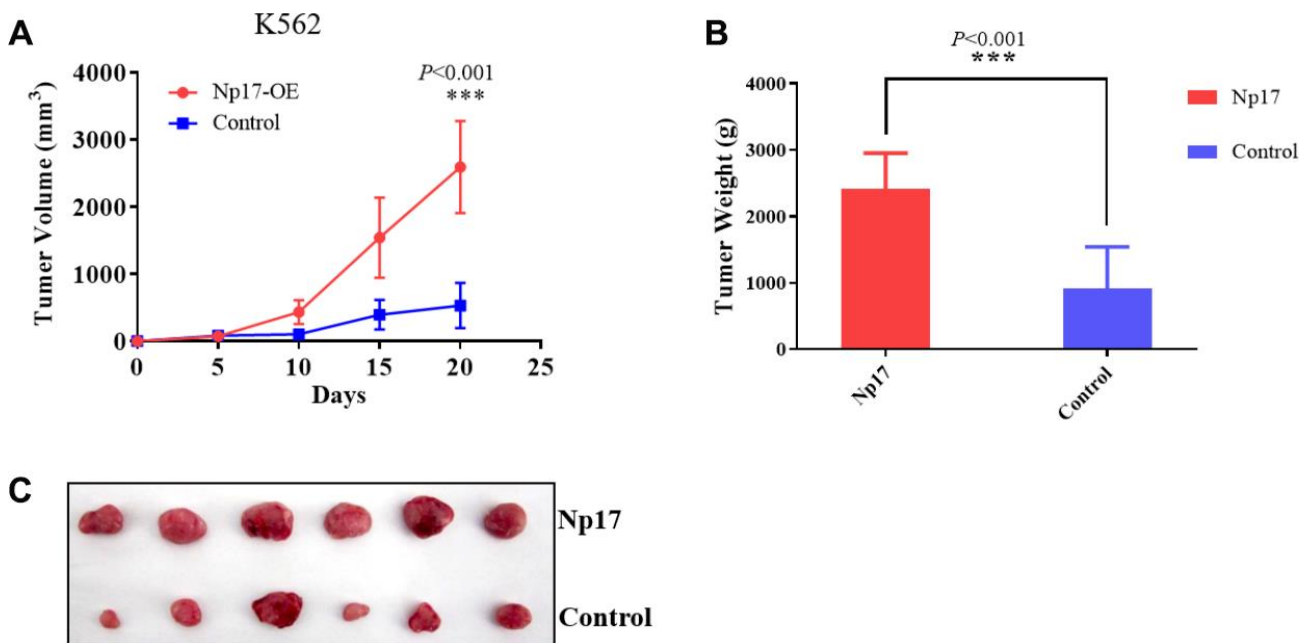 A
K562
4000
3000
2000
1000
0
Tumer Volume (mm³)
Np17-OE
Control
P<0.001
***
0 5 10 15 20 25
Days
B
P<0.001
***
4000
3000
2000
1000
0
Tumer Weight (g)
Np17
Control
Np17
Control
C
Np17
Control